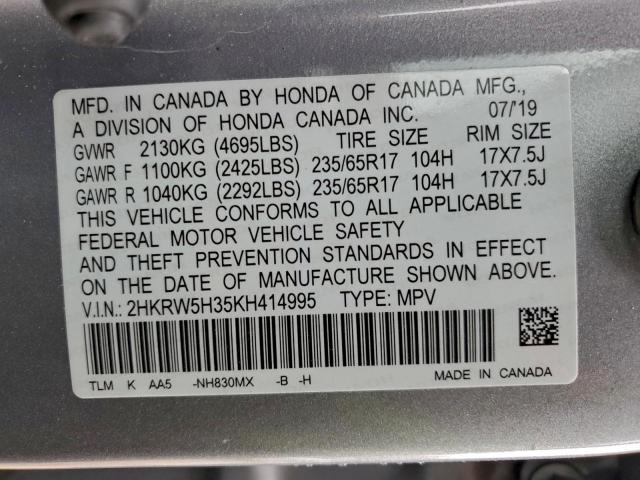 MFD. IN CANADA BY HONDA OF CANADA MFG.,
A DIVISION OF HONDA CANADA INC. 07/'19
GVWR 2130KG (4695LBS) TIRE SIZE RIM SIZE
GAWR F 1100KG (2425LBS) 235/65R17 104H 17X7.5J
GAWR R 1040KG (2292LBS) 235/65R17 104H 17X7.5J
THIS VEHICLE CONFORMS TO ALL APPLICABLE
FEDERAL MOTOR VEHICLE SAFETY
AND THEFT PREVENTION STANDARDS IN EFFECT
ON THE DATE OF MANUFACTURE SHOWN ABOVE.
V.I.N.: 2HKRW5H35KH414995 TYPE: MPV
TLM K AA5 -NH830MX -B -H MADE IN CANADA